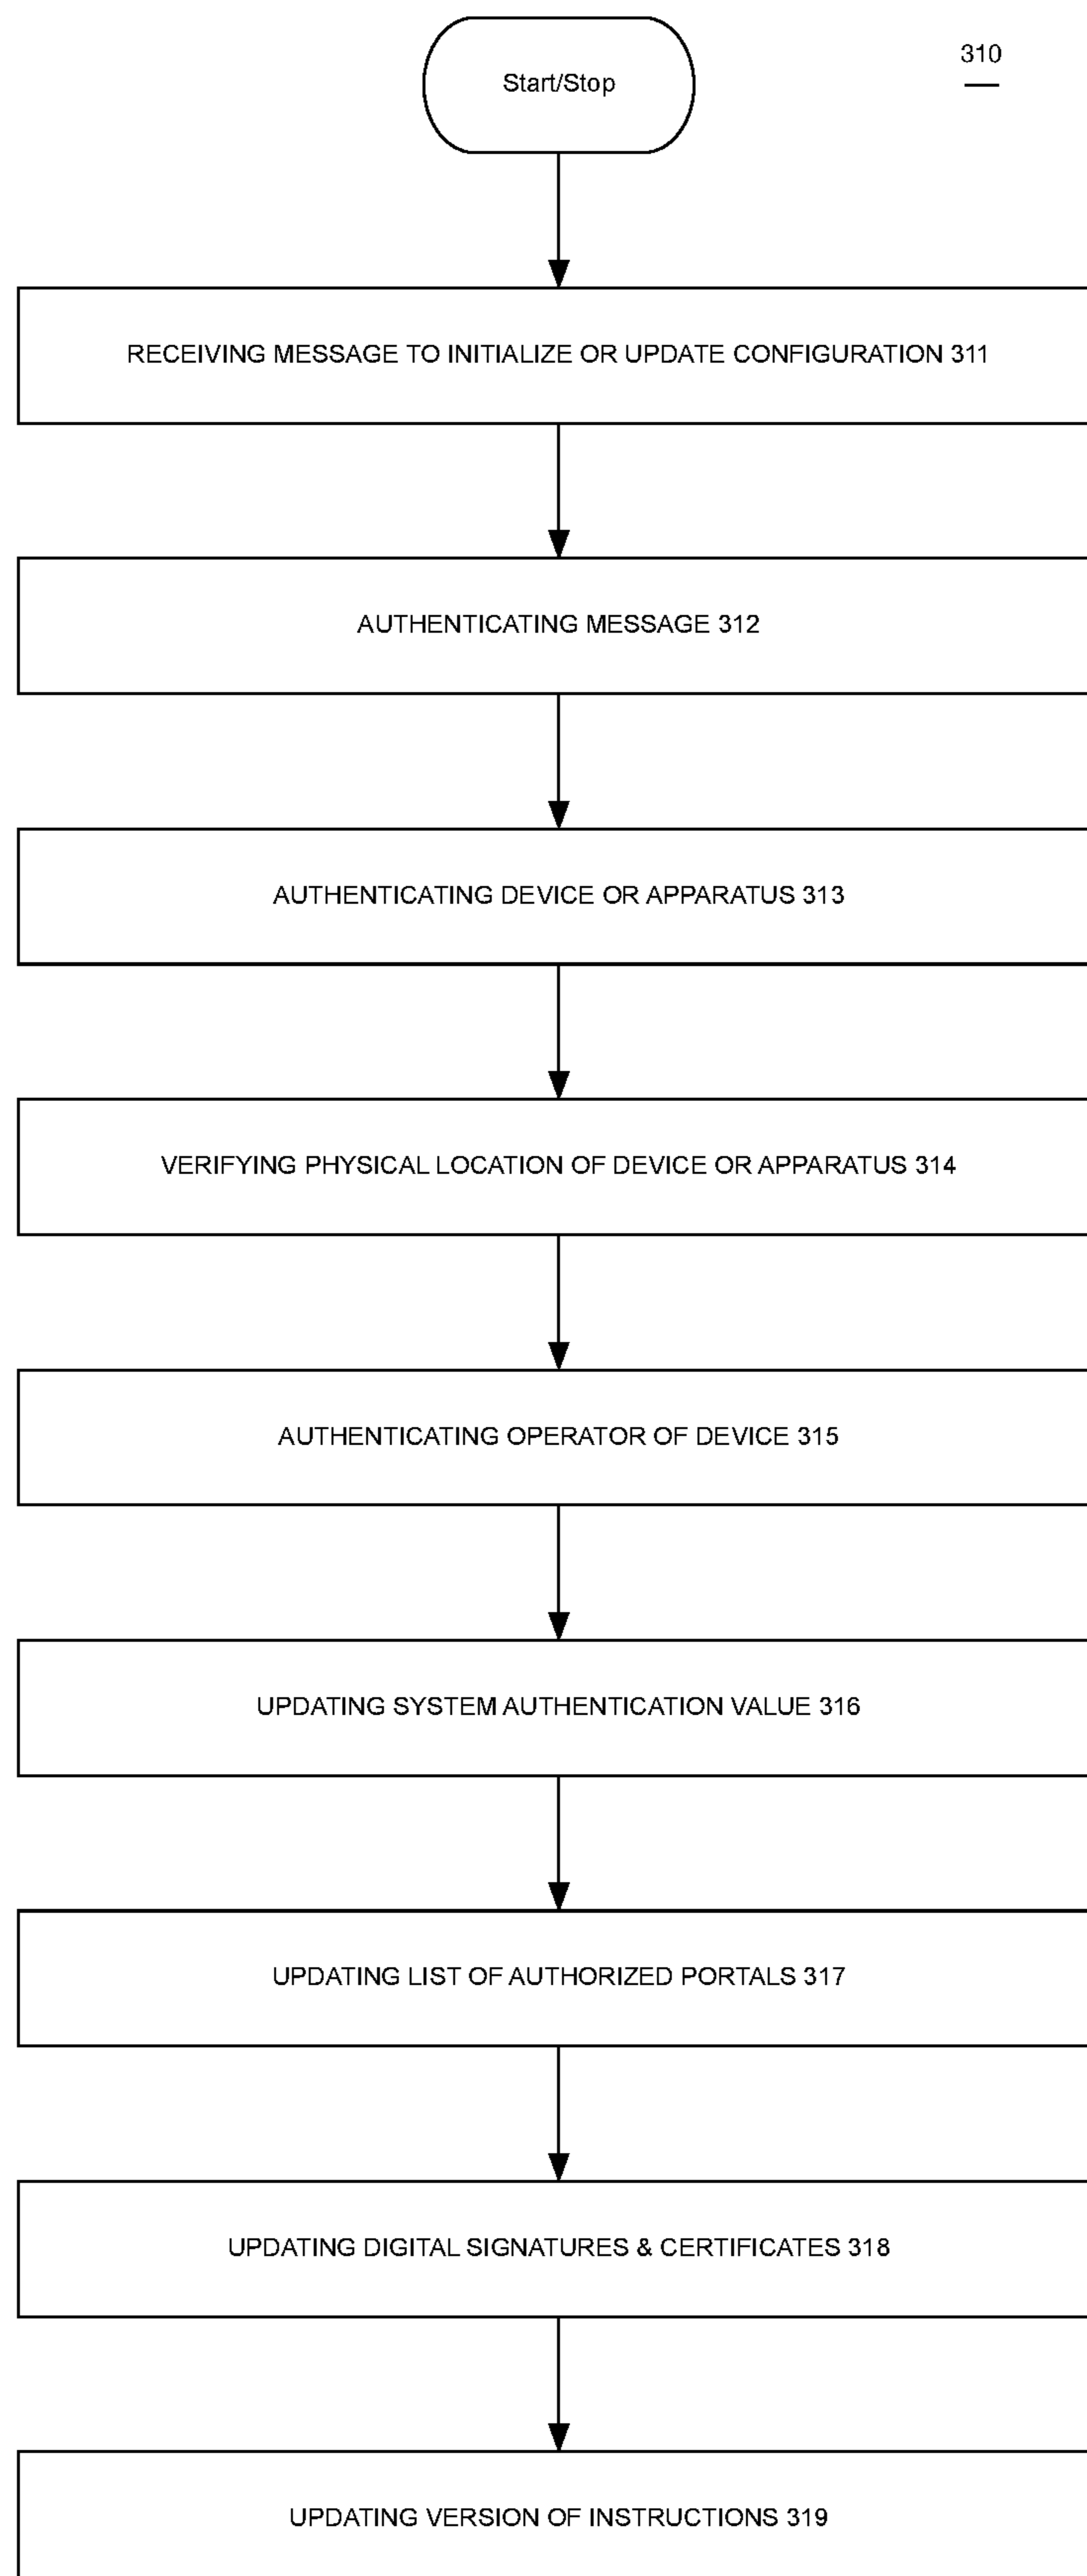 Start/Stop
310
RECEIVING MESSAGE TO INITIALIZE OR UPDATE CONFIGURATION 311
AUTHENTICATING MESSAGE 312
AUTHENTICATING DEVICE OR APPARATUS 313
VERIFYING PHYSICAL LOCATION OF DEVICE OR APPARATUS 314
AUTHENTICATING OPERATOR OF DEVICE 315
UPDATING SYSTEM AUTHENTICATION VALUE 316
UPDATING LIST OF AUTHORIZED PORTALS 317
UPDATING DIGITAL SIGNATURES & CERTIFICATES 318
UPDATING VERSION OF INSTRUCTIONS 319